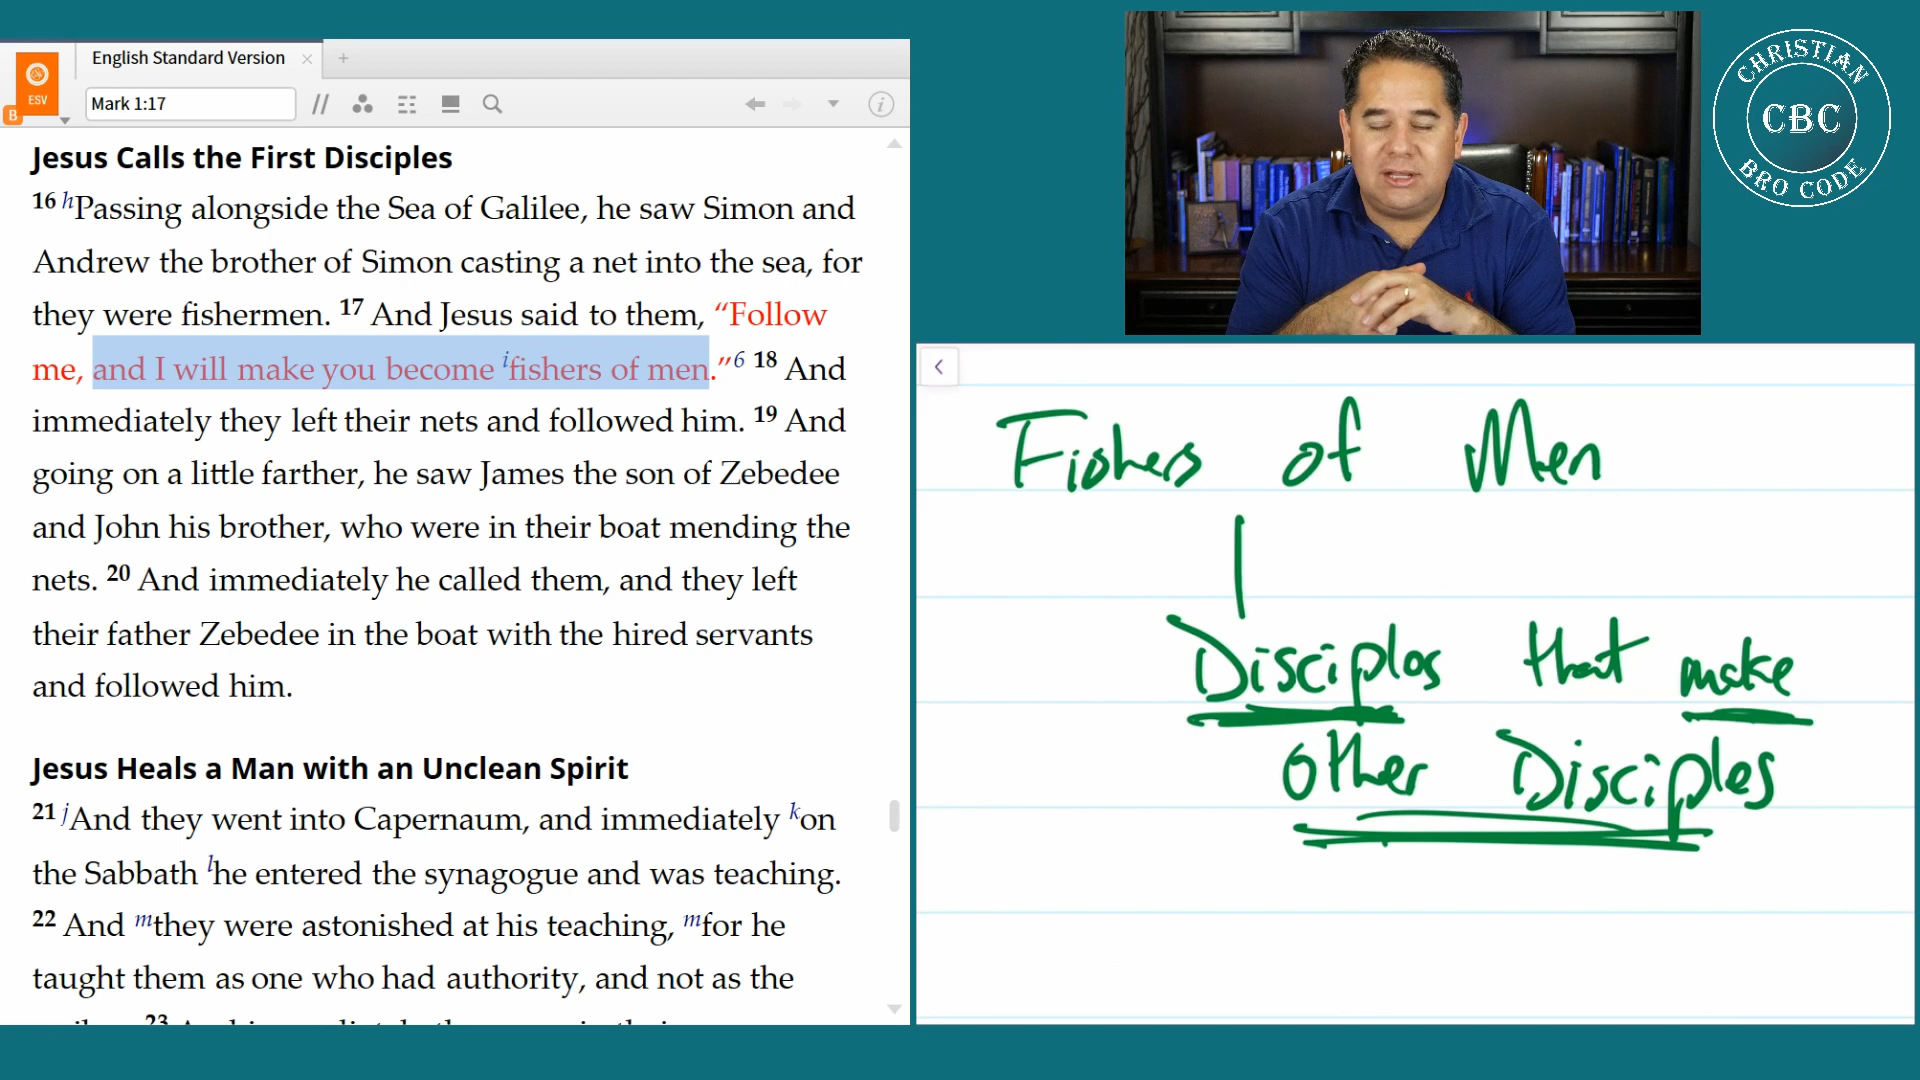 English Standard Version
ESV
B
Mark 1:17
Jesus Calls the First Disciples
16 hPassing alongside the Sea of Galilee, he saw Simon and
Andrew the brother of Simon casting a net into the sea, for
they were fishermen. 17 And Jesus said to them, “Follow
me, and I will make you become ifishers of men.”6 18 And
immediately they left their nets and followed him. 19 And
going on a little farther, he saw James the son of Zebedee
and John his brother, who were in their boat mending the
nets. 20 And immediately he called them, and they left
their father Zebedee in the boat with the hired servants
and followed him.
Jesus Heals a Man with an Unclean Spirit
21 jAnd they went into Capernaum, and immediately kon
the Sabbath lhe entered the synagogue and was teaching.
22 And mthey were astonished at his teaching, mfor he
taught them as one who had authority, and not as the
23
CHRISTIAN
CBC
BRO CODE
Fishers of Men
Disciples that make
other Disciples